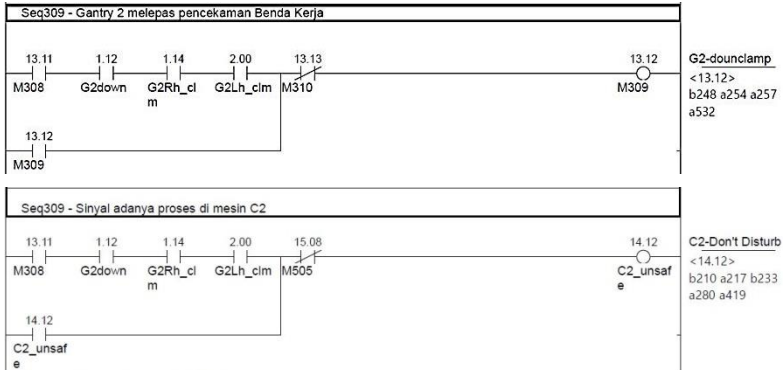 Seq309 - Gantry 2 melepas pencekaman Benda Kerja
13.11 1.12 1.14 2.00 13.13 13.12 G2-dounclamp
M308 G2down G2Rh_cl G2Lh_clm M310 M309 <13.12>
m b248 a254 a257
a532
13.12
M309
Seq309 - Sinyal adanya proses di mesin C2
13.11 1.12 1.14 2.00 15.08 14.12 C2-Don't Disturb
M308 G2down G2Rh_cl G2Lh_clm M505 C2_unsaf <14.12>
m e b210 a217 b233
a280 a419
14.12
C2_unsaf
e